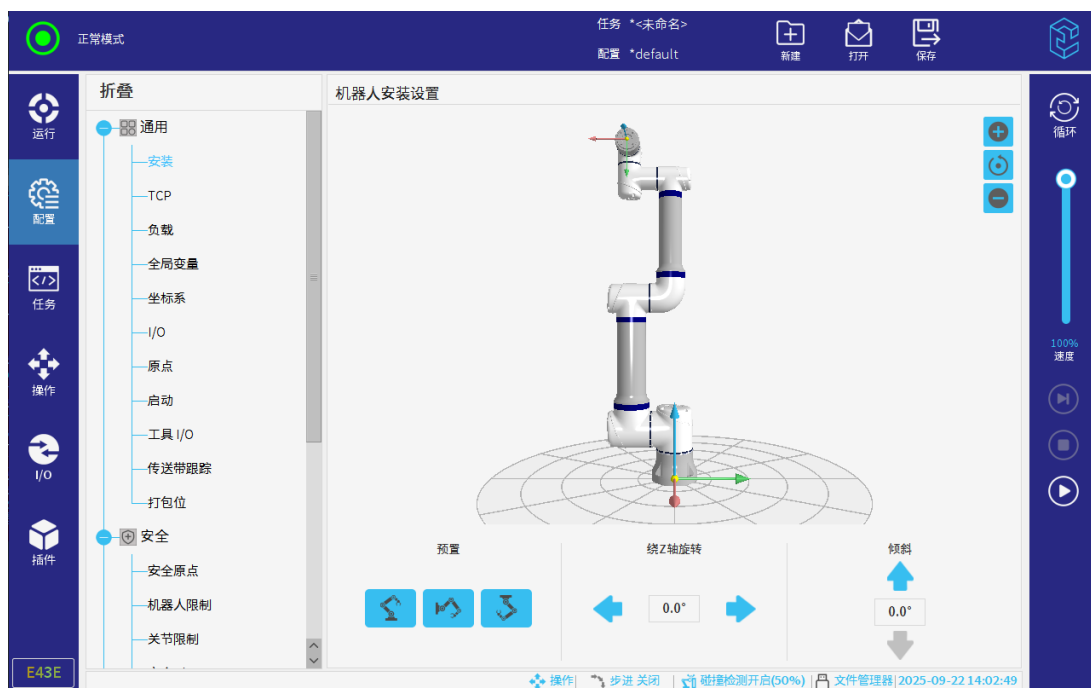 正常模式
任务 *<未命名>
配置 *default
新建
打开
保存
运行
配置
任务
操作
I/O
插件
E43E
折叠
通用
安装
TCP
负载
全局变量
坐标系
I/O
原点
启动
工具 I/O
传送带跟踪
打包位
安全
安全原点
机器人限制
关节限制
机器人安装设置
预置
绕Z轴旋转
0.0°
倾斜
0.0°
循环
100%
速度
操作| 步进 关闭 | 碰撞检测开启(50%) | 文件管理器|2025-09-22 14:02:49